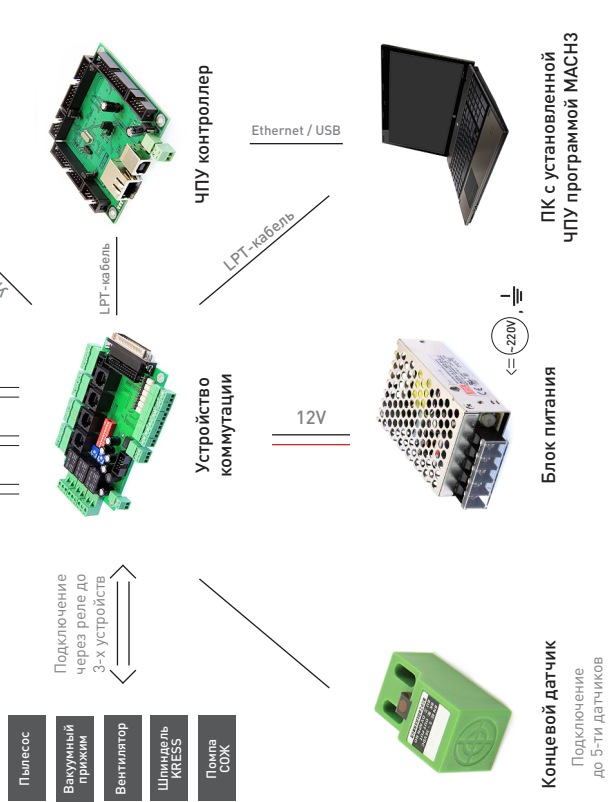 ЧПУ контроллер
Ethernet / USB
ПК с установленной
ЧПУ программой MACH3
LPT-кабель
LPT-кабель
Устройство
коммутации
12V
<= ~220V,
Блок питания
Подключение
через реле до
3-х устройств
Пылесос
Вакуумный
прижим
Вентилятор
Шпиндель
KRESS
Помпа
СОЖ
Концевой датчик
Подключение
до 5-ти датчиков